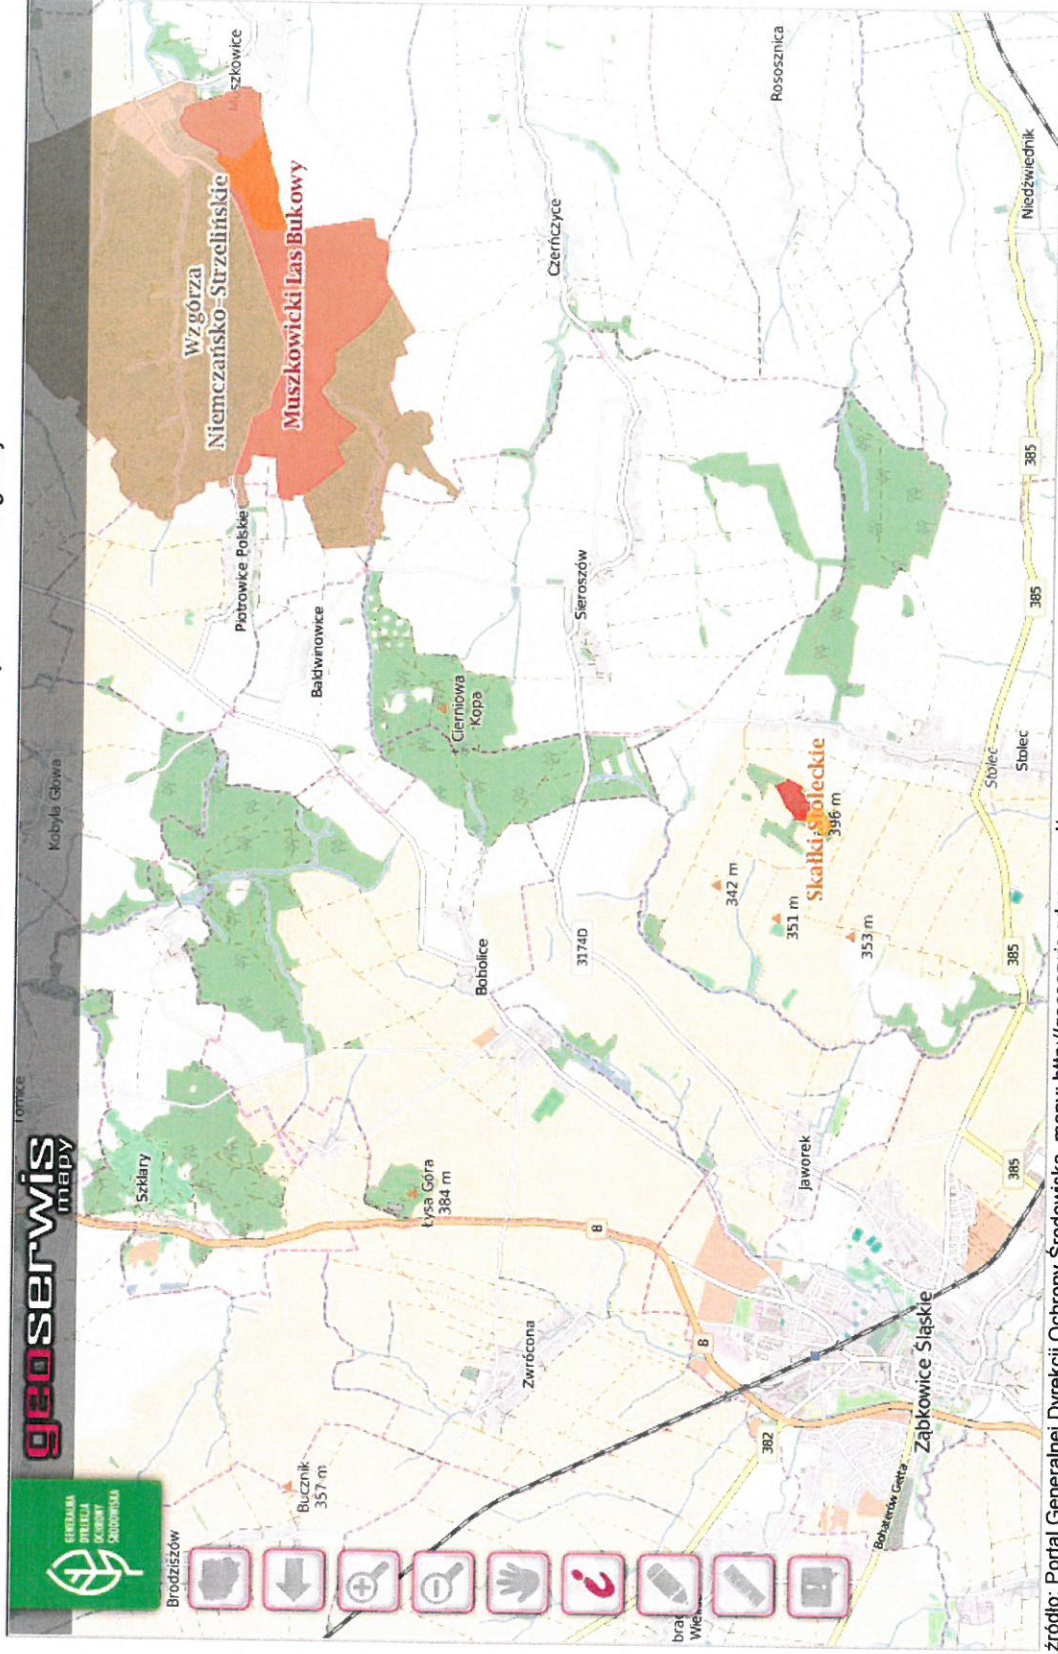 geoserwis
mapy
GENERALNA
DYREKCJA
OCHRONY
ŚRODOWISKA
Tomice
Kobyla Głowa
Brodziszów
Szklary
Muszkowice
Wzgórza
Niemczańsko-Strzelińskie
Muszkowicki Las Bukowy
Piotrowice Polskie
Baldwinowice
Bucznik
357 m
Łysa Góra
384 m
Bobolice
Cierniowa
Kopa
Zwrócona
8
3174D
Sieroszów
Czerńczyce
8
382
Jaworek
342 m
351 m
353 m
Skałki Stoleckie
396 m
Rososznica
Bohaterów Getta
Ząbkowice Śląskie
385
385
Stolec
Stolec
385
385
Niedźwiednik
źródło: Portal Generalnej Dyrekcji Ochrony Środowiska, mapy: